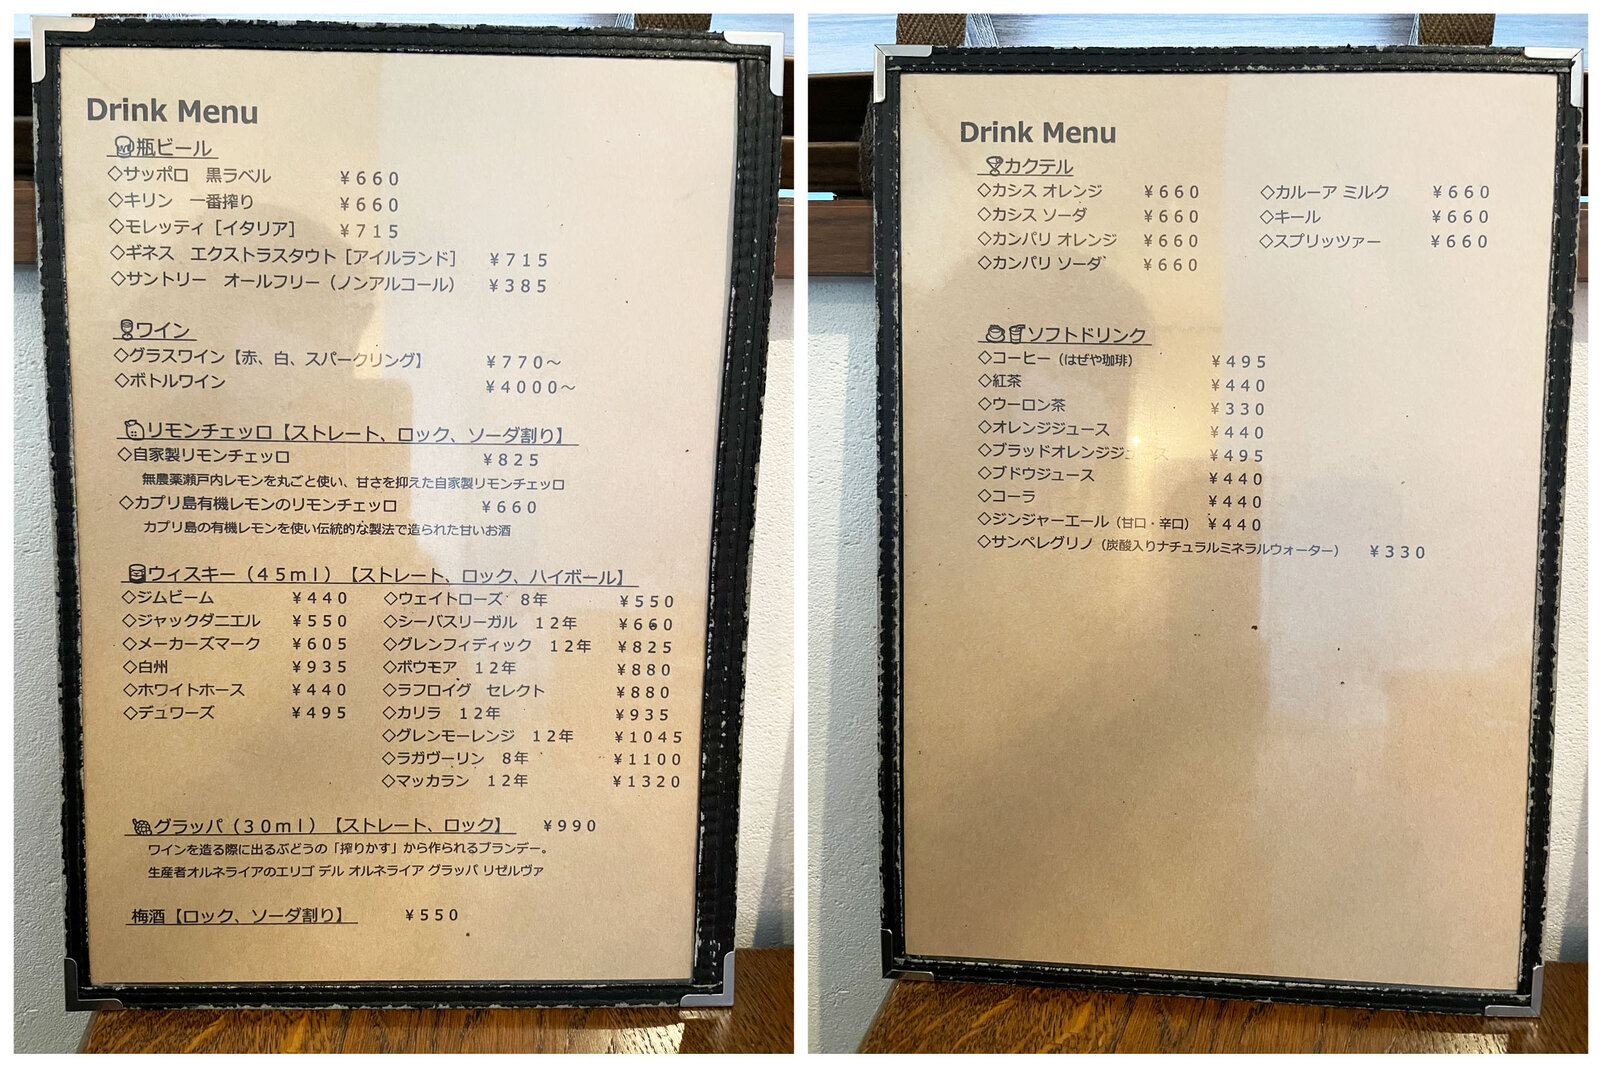 Drink Menu
瓶ビール
◇サッポロ　黒ラベル　¥660
◇キリン　一番搾り　¥660
◇モレッティ［イタリア］　¥715
◇ギネス　エクストラスタウト［アイルランド］　¥715
◇サントリー　オールフリー（ノンアルコール）　¥385
ワイン
◇グラスワイン【赤、白、スパークリング】　¥770～
◇ボトルワイン　¥4000～
リモンチェッロ【ストレート、ロック、ソーダ割り】
◇自家製リモンチェッロ　¥825
無農薬瀬戸内レモンを丸ごと使い、甘さを抑えた自家製リモンチェッロ
◇カプリ島有機レモンのリモンチェッロ　¥660
カプリ島の有機レモンを使い伝統的な製法で造られた甘いお酒
ウィスキー（45ml）【ストレート、ロック、ハイボール】
◇ジムビーム　¥440　◇ウェイトローズ　8年　¥550
◇ジャックダニエル　¥550　◇シーバスリーガル　12年　¥660
◇メーカーズマーク　¥605　◇グレンフィディック　12年　¥825
◇白州　¥935　◇ボウモア　12年　¥880
◇ホワイトホース　¥440　◇ラフロイグ　セレクト　¥880
◇デュワーズ　¥495　◇カリラ　12年　¥935
◇グレンモーレンジ　12年　¥1045
◇ラガヴーリン　8年　¥1100
◇マッカラン　12年　¥1320
グラッパ（30ml）【ストレート、ロック】　¥990
ワインを造る際に出るぶどうの「搾りかす」から作られるブランデー。
生産者オルネライアのエリゴ デル オルネライア グラッパ リゼルヴァ
梅酒【ロック、ソーダ割り】　¥550
Drink Menu
カクテル
◇カシス オレンジ　¥660　◇カルーア ミルク　¥660
◇カシス ソーダ　¥660　◇キール　¥660
◇カンパリ オレンジ　¥660　◇スプリッツァー　¥660
◇カンパリ ソーダ　¥660
ソフトドリンク
◇コーヒー（はぜや珈琲）　¥495
◇紅茶　¥440
◇ウーロン茶　¥330
◇オレンジジュース　¥440
◇ブラッドオレンジジュース　¥495
◇ブドウジュース　¥440
◇コーラ　¥440
◇ジンジャーエール（甘口・辛口）　¥440
◇サンペレグリノ（炭酸入りナチュラルミネラルウォーター）　¥330